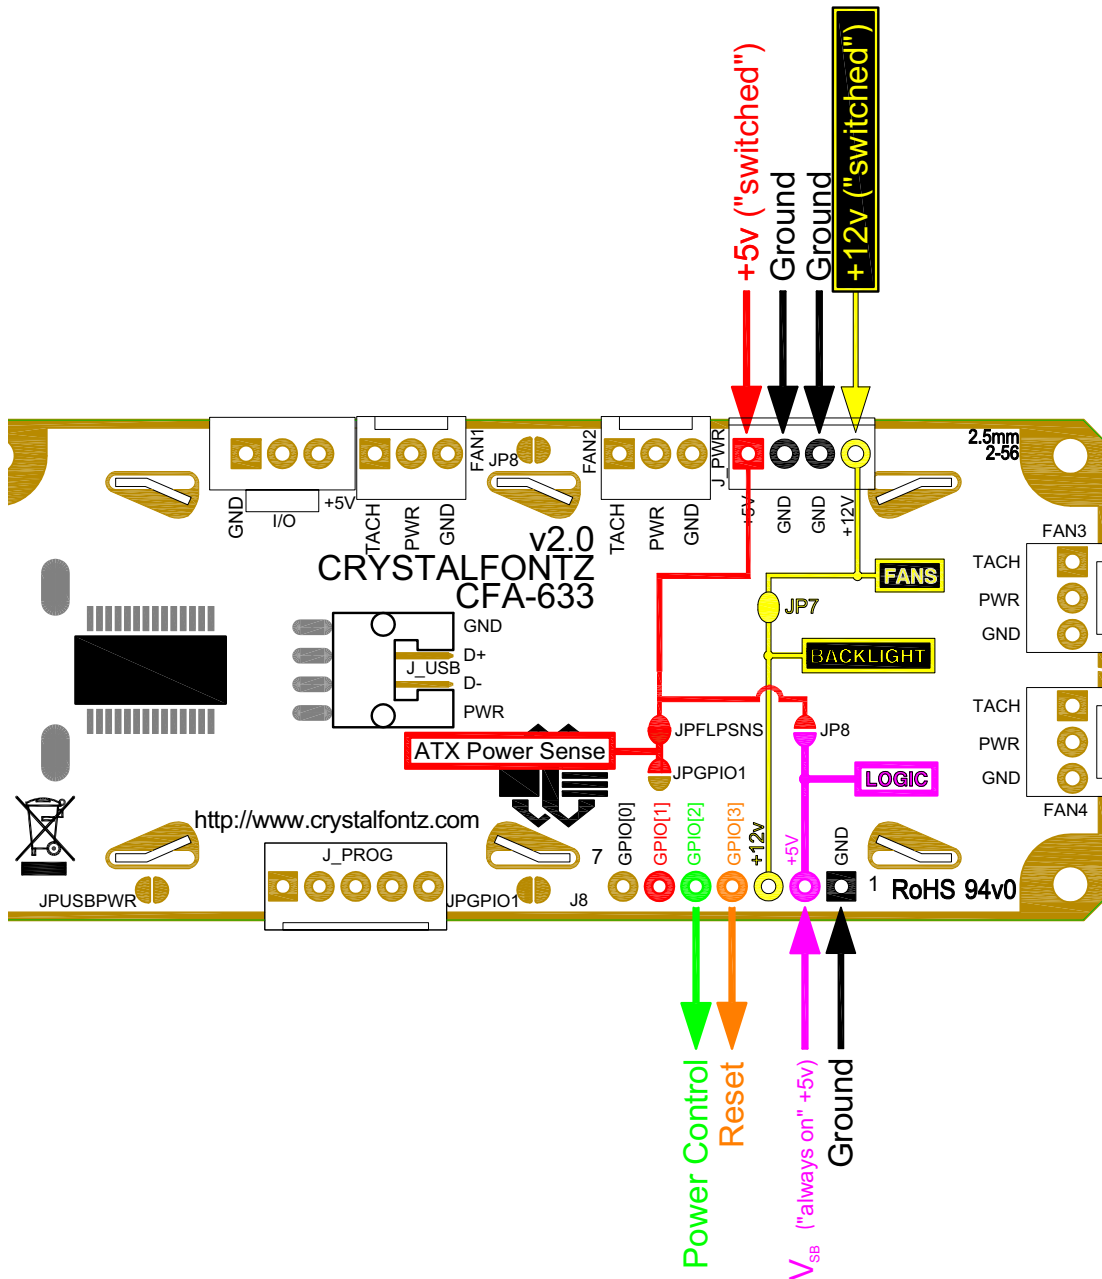 +5v ("switched")
Ground
Ground
+12v ("switched")
2.5mm
2-56
GND
I/O
+5V
FAN1
TACH
PWR
GND
JP8
FAN2
TACH
PWR
GND
J_PWR
+5V
GND
GND
+12V
v2.0
CRYSTALFONTZ
CFA-633
FANS
JP7
BACKLIGHT
FAN3
TACH
PWR
GND
GND
D+
J_USB
D-
PWR
ATX Power Sense
JPFLPSNS
JP8
JPGPIO1
LOGIC
TACH
PWR
GND
FAN4
http://www.crystalfontz.com
J_PROG
JPUSBPWR
JPGPIO1
7
J8
GPIO[0]
GPIO[1]
GPIO[2]
GPIO[3]
+12v
+5V
GND
1
RoHS 94v0
Power Control
Reset
VSB ("always on" +5v)
Ground